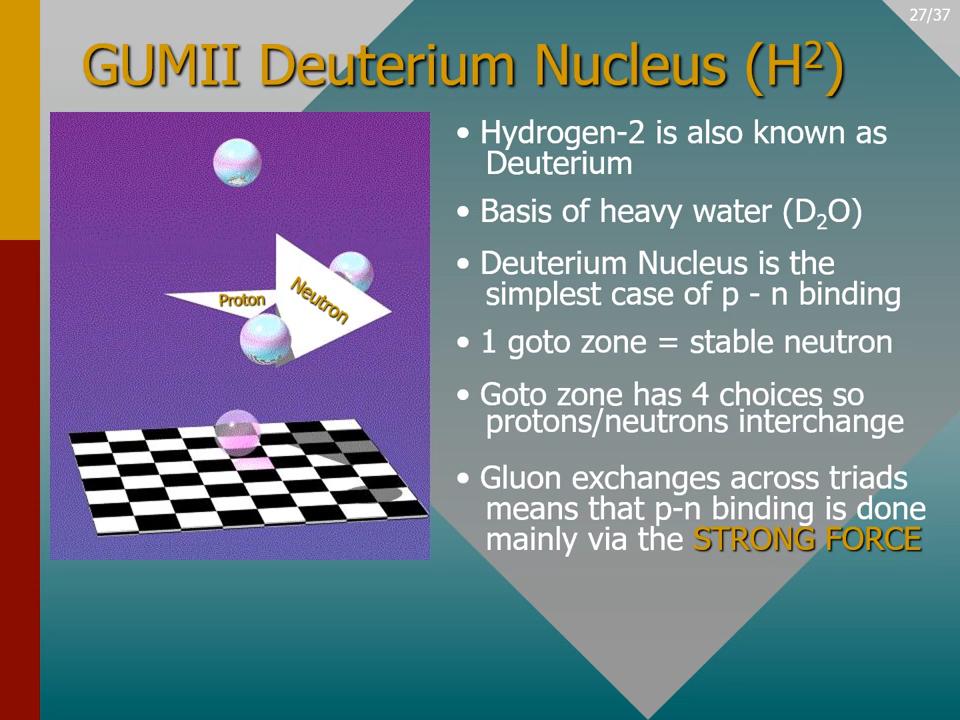 27/37
GUMII Deuterium Nucleus (H²)
Proton
Neutron
• Hydrogen-2 is also known as
Deuterium
• Basis of heavy water (D₂O)
• Deuterium Nucleus is the
simplest case of p - n binding
• 1 goto zone = stable neutron
• Goto zone has 4 choices so
protons/neutrons interchange
• Gluon exchanges across triads
means that p-n binding is done
mainly via the STRONG FORCE